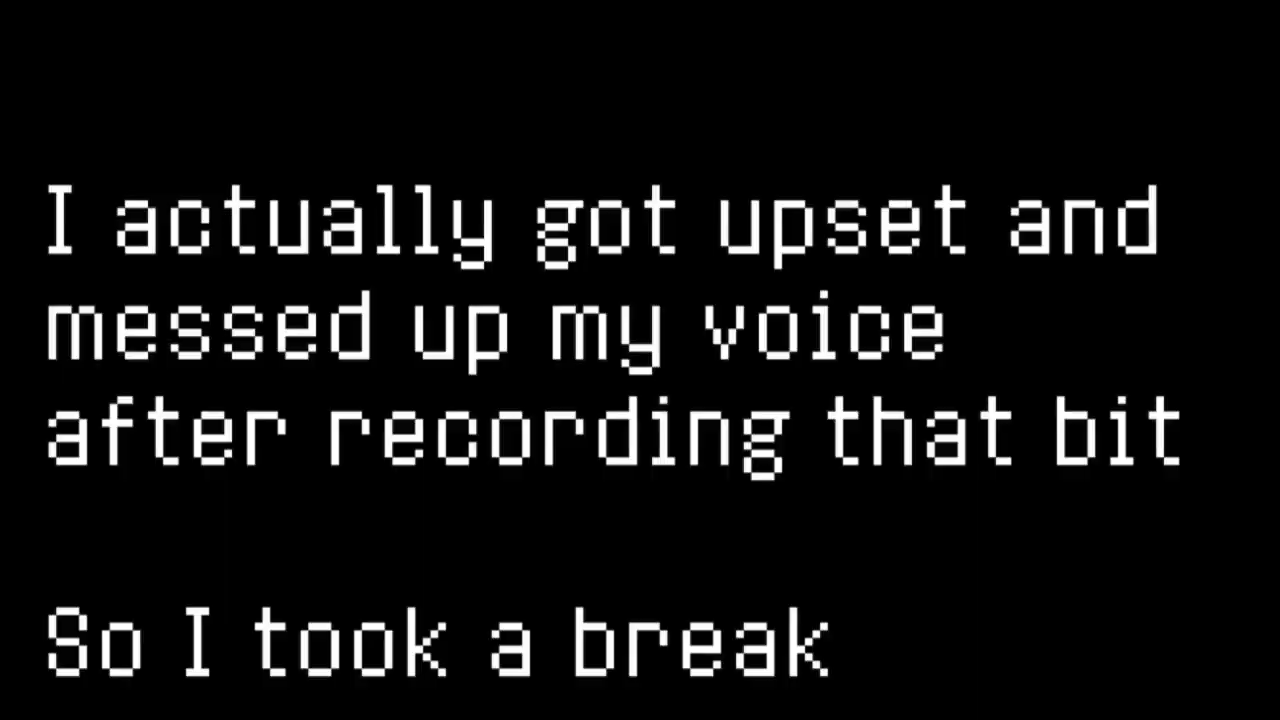 I actually got upset and
messed up my voice
after recording that bit
So I took a break